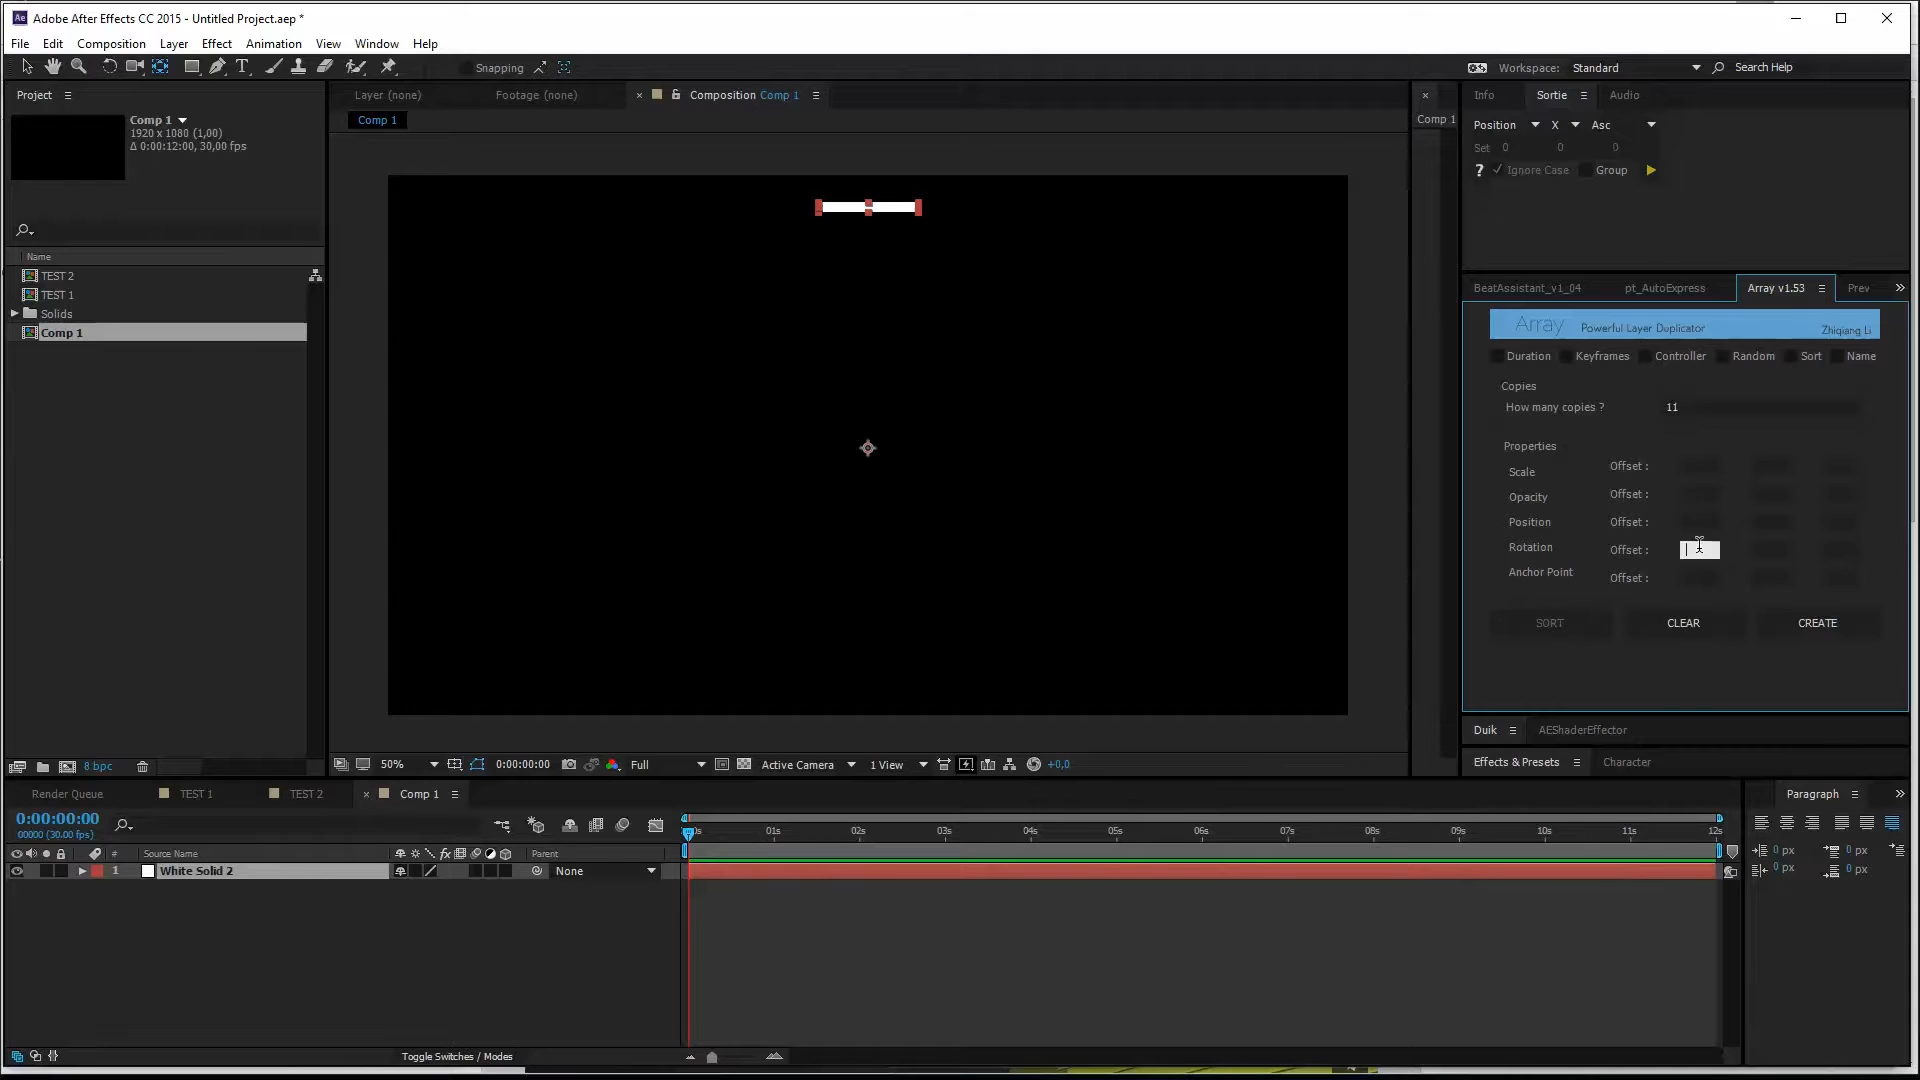 Adobe After Effects CC 2015 - Untitled Project.aep *
File Edit Composition Layer Effect Animation View Window Help
Snapping
Workspace: Standard
Search Help
Project
Comp 1
1920 x 1080 (1,00)
Δ 0:00:12:00, 30,00 fps
Name
TEST 2
TEST 1
Solids
Comp 1
8 bpc
Layer (none)
Footage (none)
Composition Comp 1
Comp 1
50%
0:00:00:00
Full
Active Camera
1 View
+0,0
Comp 1
Info Sortie Audio
Position X Asc
Set 0 0 0
? Ignore Case Group
BeatAssistant_v1_04 pt_AutoExpress Array v1.53 Prev
Array Powerful Layer Duplicator Zhiqiang Li
Duration Keyframes Controller Random Sort Name
Copies
How many copies ? 11
Properties
Scale Offset :
Opacity Offset :
Position Offset :
Rotation Offset :
Anchor Point Offset :
SORT CLEAR CREATE
Duik AEShaderEffector
Effects & Presets Character
Render Queue TEST 1 TEST 2 Comp 1
0:00:00:00
00000 (30.00 fps)
0s 01s 02s 03s 04s 05s 06s 07s 08s 09s 10s 11s 12s
# Source Name Parent
1 White Solid 2 None
Toggle Switches / Modes
Paragraph
0 px 0 px
0 px 0 px